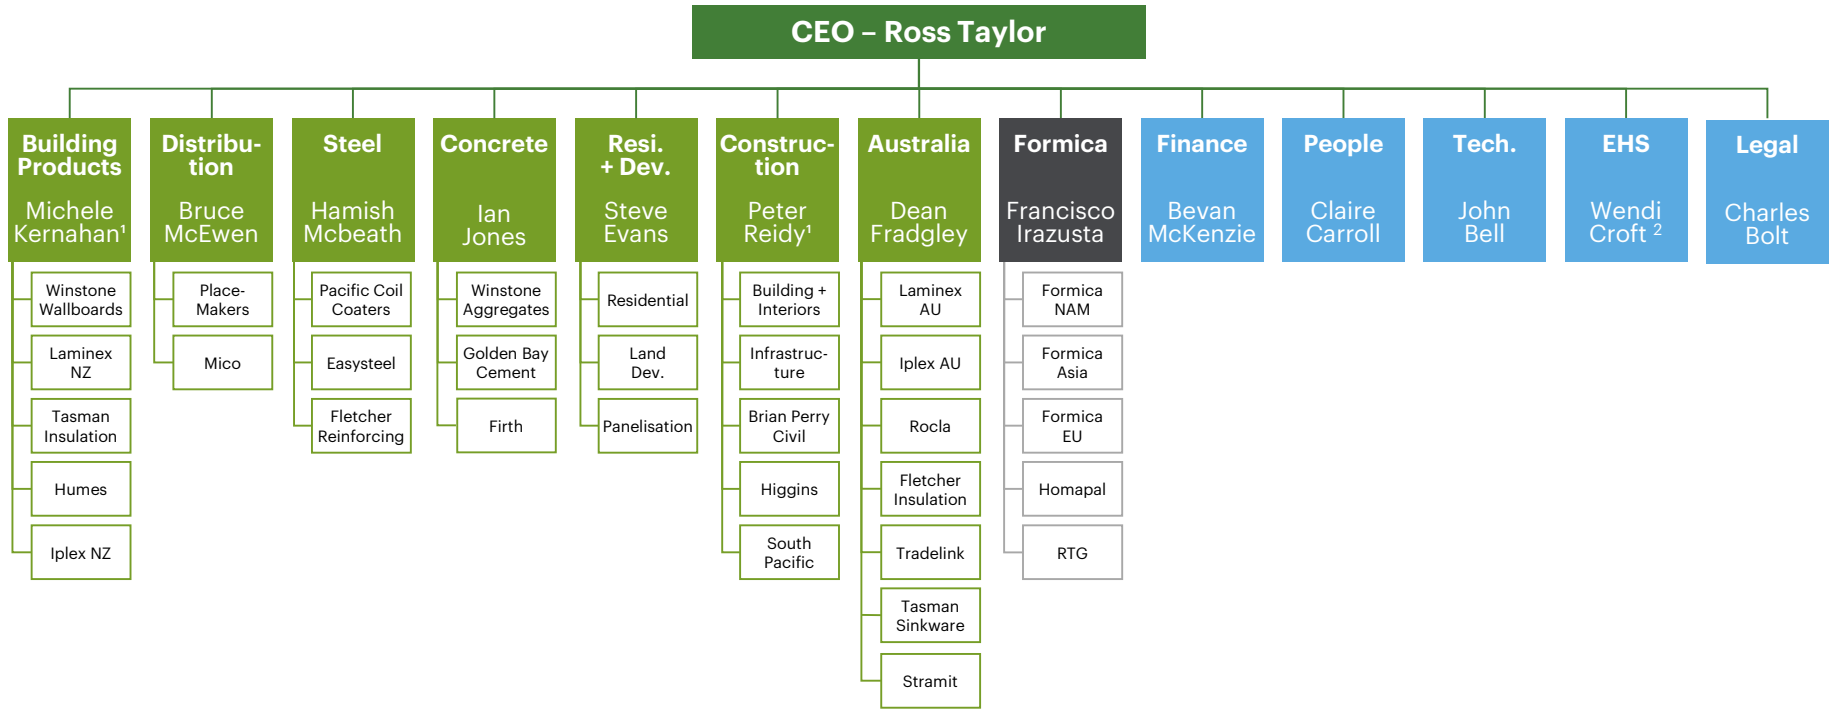 CEO – Ross Taylor
Building
Products
Michele
Kernahan¹
Distribu-
tion
Bruce
McEwen
Steel
Hamish
Mcbeath
Concrete
Ian
Jones
Resi.
+ Dev.
Steve
Evans
Construc-
tion
Peter
Reidy¹
Australia
Dean
Fradgley
Formica
Francisco
Irazusta
Finance
Bevan
McKenzie
People
Claire
Carroll
Tech.
John
Bell
EHS
Wendi
Croft ²
Legal
Charles
Bolt
Winstone
Wallboards
Laminex
NZ
Tasman
Insulation
Humes
Iplex NZ
Place-
Makers
Mico
Pacific Coil
Coaters
Easysteel
Fletcher
Reinforcing
Winstone
Aggregates
Golden Bay
Cement
Firth
Residential
Land
Dev.
Panelisation
Building +
Interiors
Infrastruc-
ture
Brian Perry
Civil
Higgins
South
Pacific
Laminex
AU
Iplex AU
Rocla
Fletcher
Insulation
Tradelink
Tasman
Sinkware
Stramit
Formica
NAM
Formica
Asia
Formica
EU
Homapal
RTG